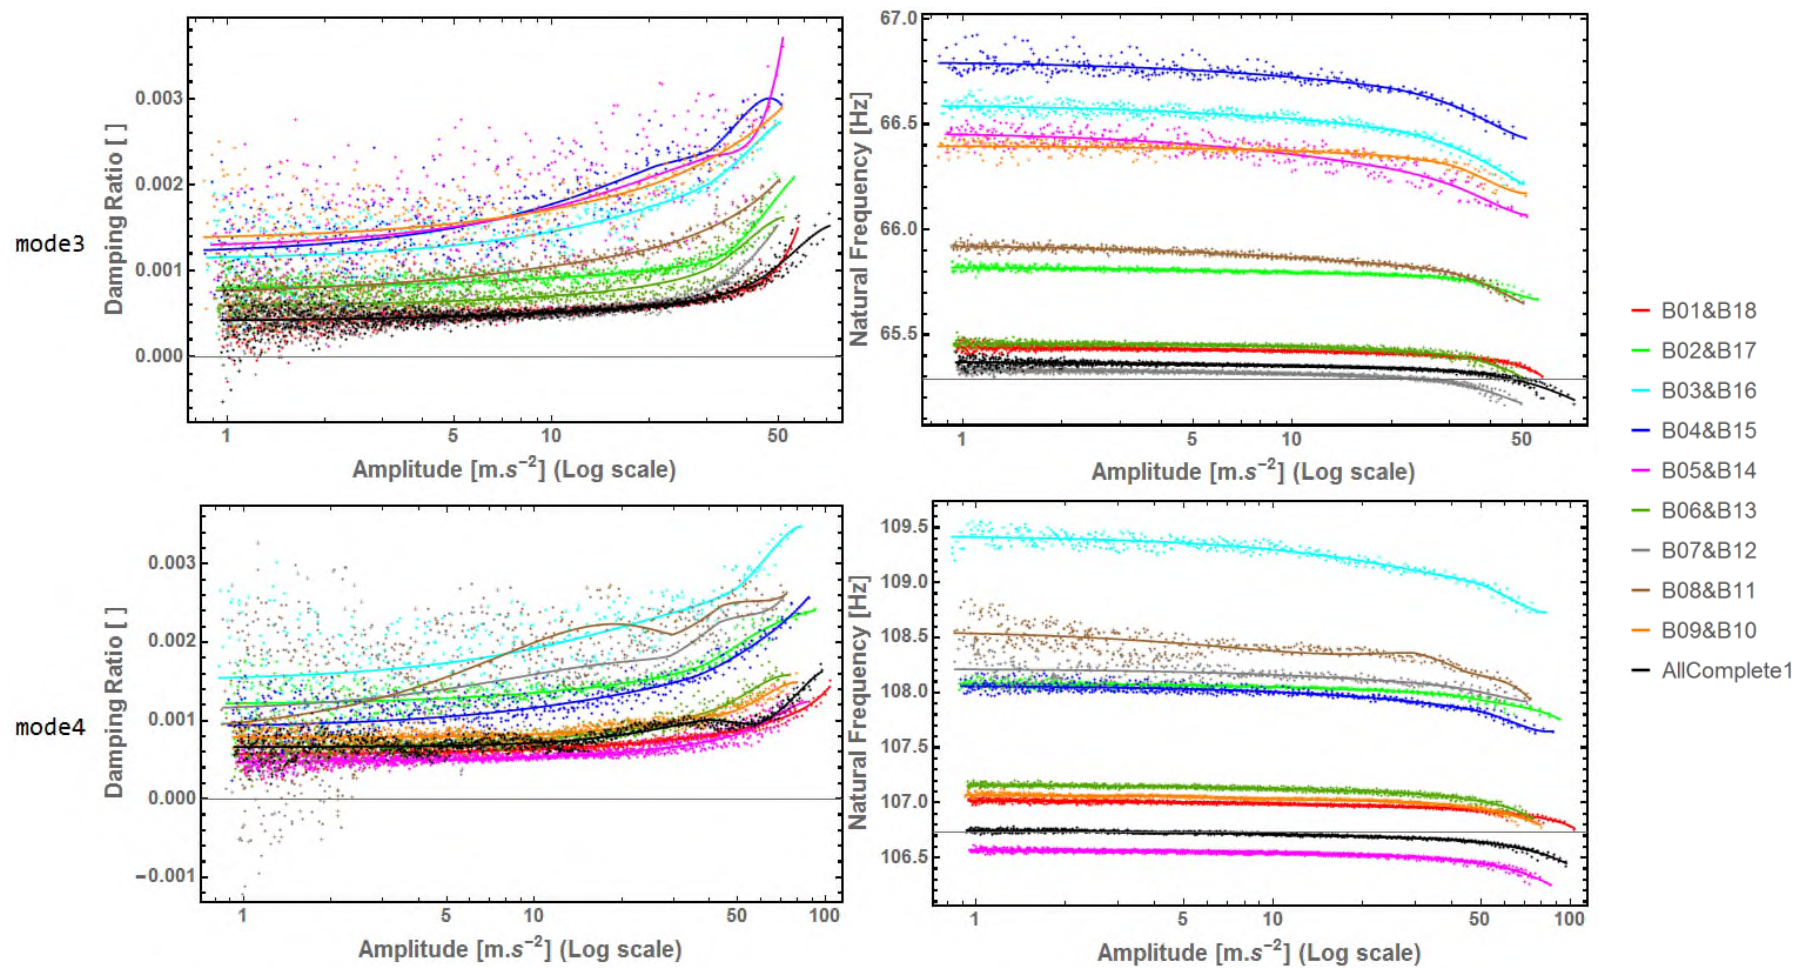 mode3
Damping Ratio [ ]
0.003
0.002
0.001
0.000
1
5
10
50
Amplitude [m.s⁻²] (Log scale)
Natural Frequency [Hz]
67.0
66.5
66.0
65.5
1
5
10
50
Amplitude [m.s⁻²] (Log scale)
mode4
Damping Ratio [ ]
0.003
0.002
0.001
0.000
−0.001
1
5
10
50
100
Amplitude [m.s⁻²] (Log scale)
Natural Frequency [Hz]
109.5
109.0
108.5
108.0
107.5
107.0
106.5
1
5
10
50
100
Amplitude [m.s⁻²] (Log scale)
B01&B18
B02&B17
B03&B16
B04&B15
B05&B14
B06&B13
B07&B12
B08&B11
B09&B10
AllComplete1